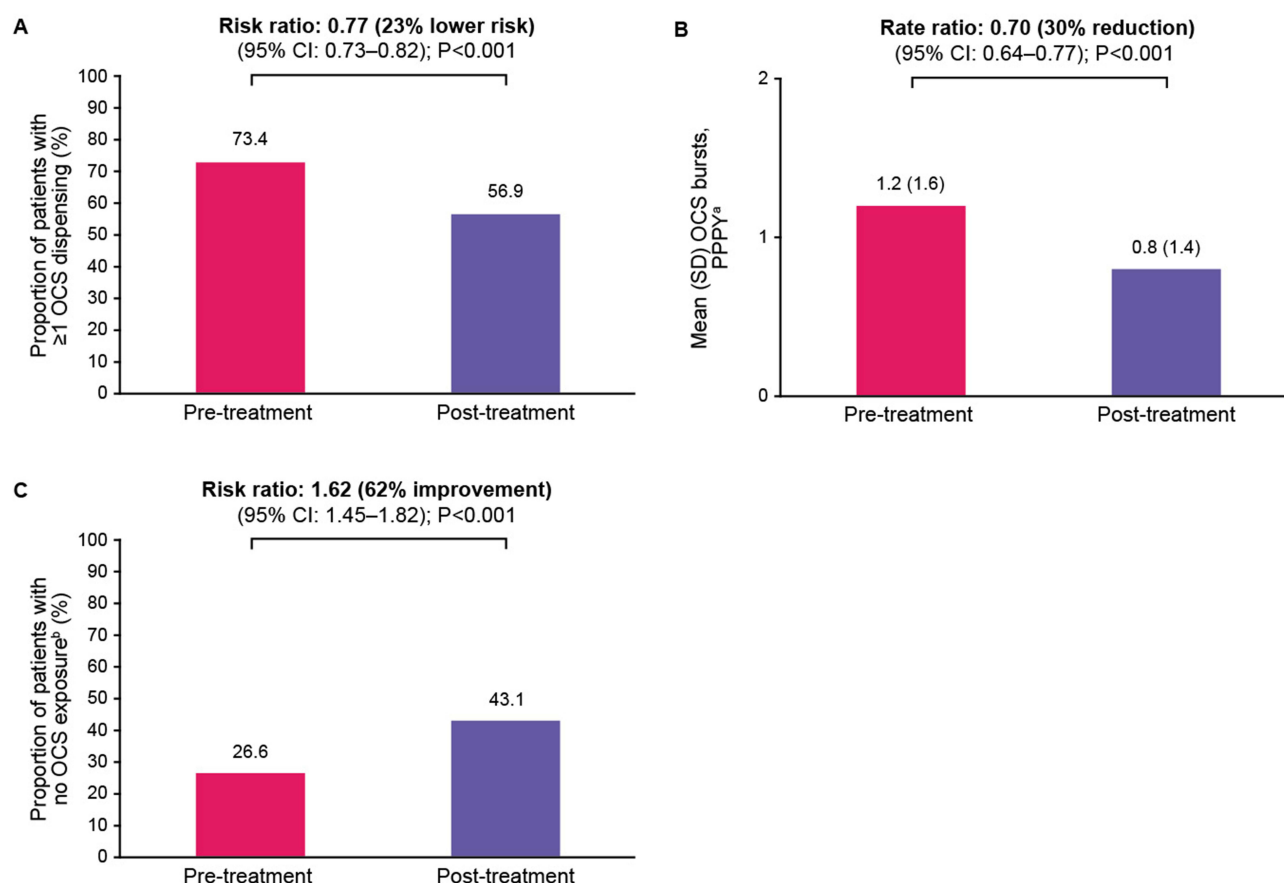 A
Risk ratio: 0.77 (23% lower risk)
(95% CI: 0.73–0.82); P<0.001
Proportion of patients with
≥1 OCS dispensing (%)
100
90
80
70
60
50
40
30
20
10
0
73.4
56.9
Pre-treatment
Post-treatment
B
Rate ratio: 0.70 (30% reduction)
(95% CI: 0.64–0.77); P<0.001
Mean (SD) OCS bursts,
PPPYᵃ
2
1
0
1.2 (1.6)
0.8 (1.4)
Pre-treatment
Post-treatment
C
Risk ratio: 1.62 (62% improvement)
(95% CI: 1.45–1.82); P<0.001
Proportion of patients with
no OCS exposureᵇ (%)
100
90
80
70
60
50
40
30
20
10
0
26.6
43.1
Pre-treatment
Post-treatment